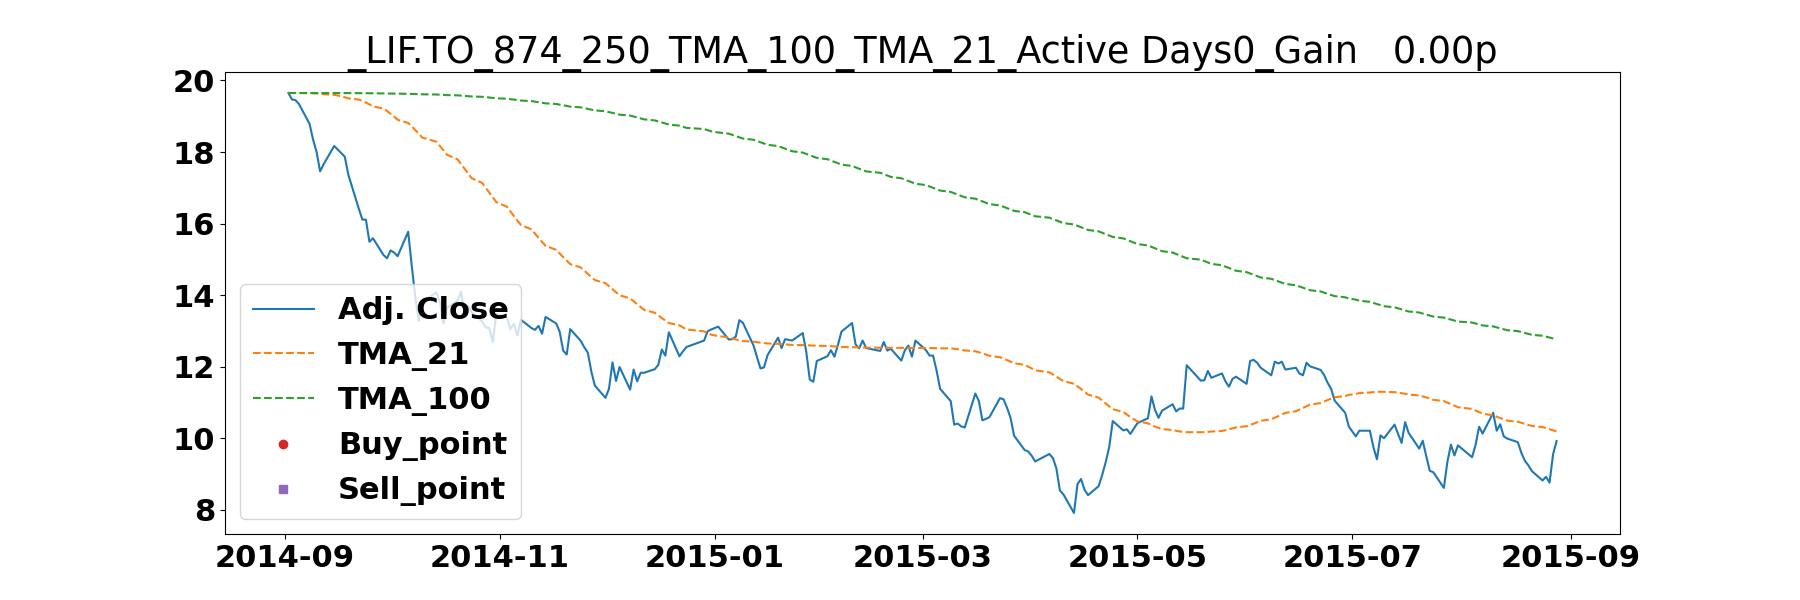 _LIF.TO_874_250_TMA_100_TMA_21_Active Days0_Gain   0.00p
20
18
16
14
12
10
8
Adj. Close
TMA_21
TMA_100
Buy_point
Sell_point
2014-09 2014-11 2015-01 2015-03 2015-05 2015-07 2015-09